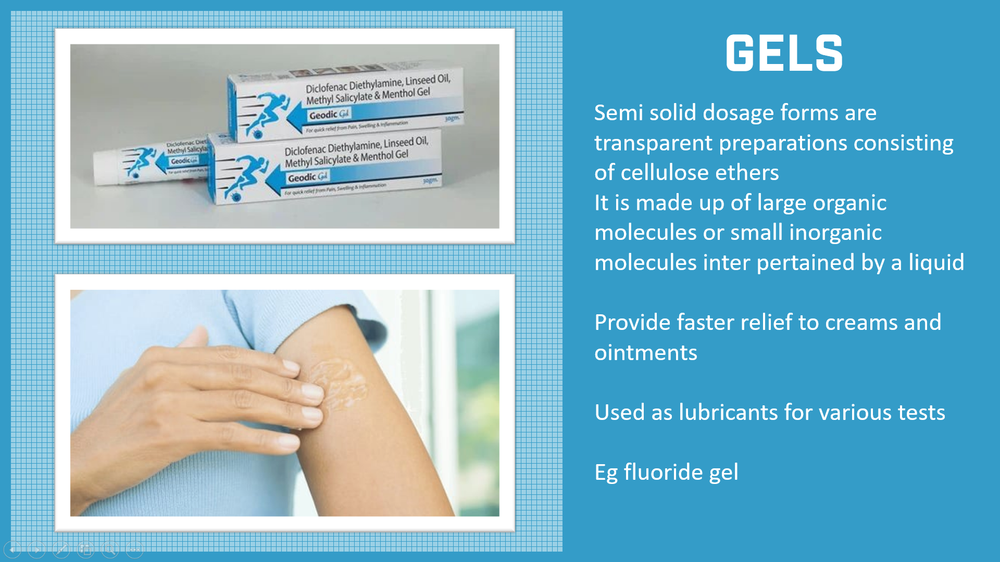 GELS
Semi solid dosage forms are
transparent preparations consisting
of cellulose ethers
It is made up of large organic
molecules or small inorganic
molecules inter pertained by a liquid
Provide faster relief to creams and
ointments
Used as lubricants for various tests
Eg fluoride gel
Diclofenac Diethylamine, Linseed Oil,
Methyl Salicylate & Menthol Gel
Geodic Gel
For quick relief from Pain, Swelling & Inflammation
30gm.
Diclofenac Diethylamine, Linseed Oil,
Methyl Salicylate & Menthol Gel
Geodic Gel
For quick relief from Pain, Swelling & Inflammation
30gm.
Diclofenac Diet
Methyl Salicyla
Geodic Gel